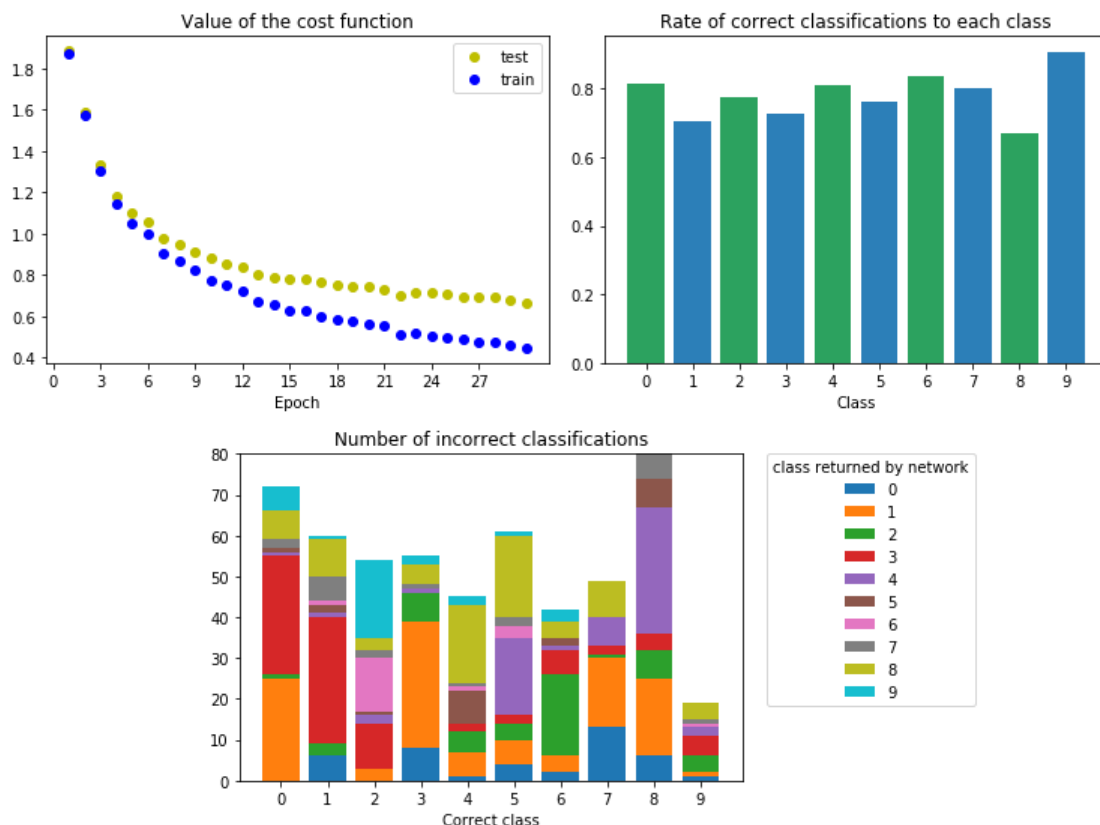 Value of the cost function
1.8
1.6
1.4
1.2
1.0
0.8
0.6
0.4
test
train
0 3 6 9 12 15 18 21 24 27
Epoch
Rate of correct classifications to each class
0.8
0.6
0.4
0.2
0.0
0 1 2 3 4 5 6 7 8 9
Class
Number of incorrect classifications
80
70
60
50
40
30
20
10
0
0 1 2 3 4 5 6 7 8 9
Correct class
class returned by network
0
1
2
3
4
5
6
7
8
9